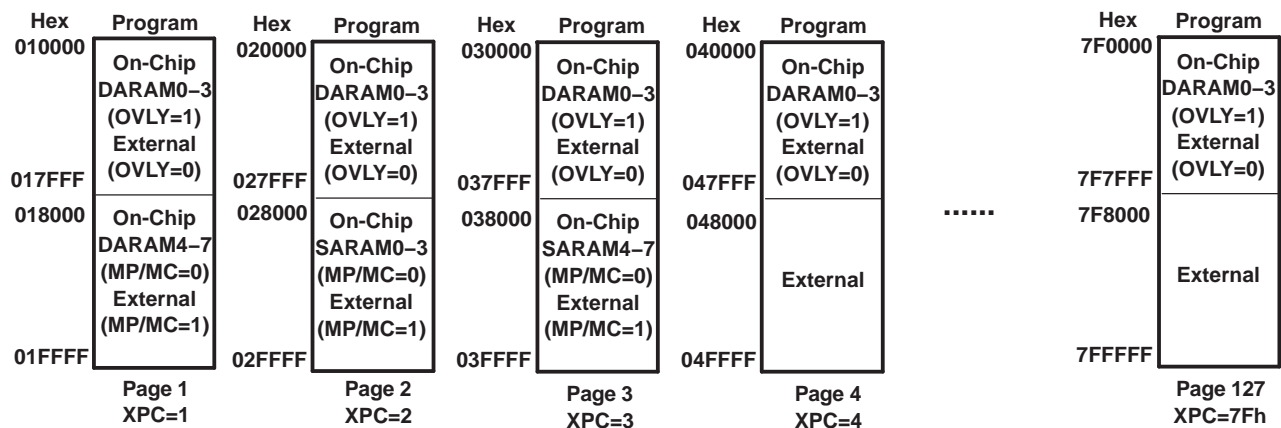 Hex Program
010000
On-Chip
DARAM0–3
(OVLY=1)
External
(OVLY=0)
017FFF
018000
On-Chip
DARAM4–7
(MP/MC=0)
External
(MP/MC=1)
01FFFF
Page 1
XPC=1
Hex Program
020000
On-Chip
DARAM0–3
(OVLY=1)
External
(OVLY=0)
027FFF
028000
On-Chip
SARAM0–3
(MP/MC=0)
External
(MP/MC=1)
02FFFF
Page 2
XPC=2
Hex Program
030000
On-Chip
DARAM0–3
(OVLY=1)
External
(OVLY=0)
037FFF
038000
On-Chip
SARAM4–7
(MP/MC=0)
External
(MP/MC=1)
03FFFF
Page 3
XPC=3
Hex Program
040000
On-Chip
DARAM0–3
(OVLY=1)
External
(OVLY=0)
047FFF
048000
External
04FFFF
Page 4
XPC=4
......
Hex Program
7F0000
On-Chip
DARAM0–3
(OVLY=1)
External
(OVLY=0)
7F7FFF
7F8000
External
7FFFFF
Page 127
XPC=7Fh